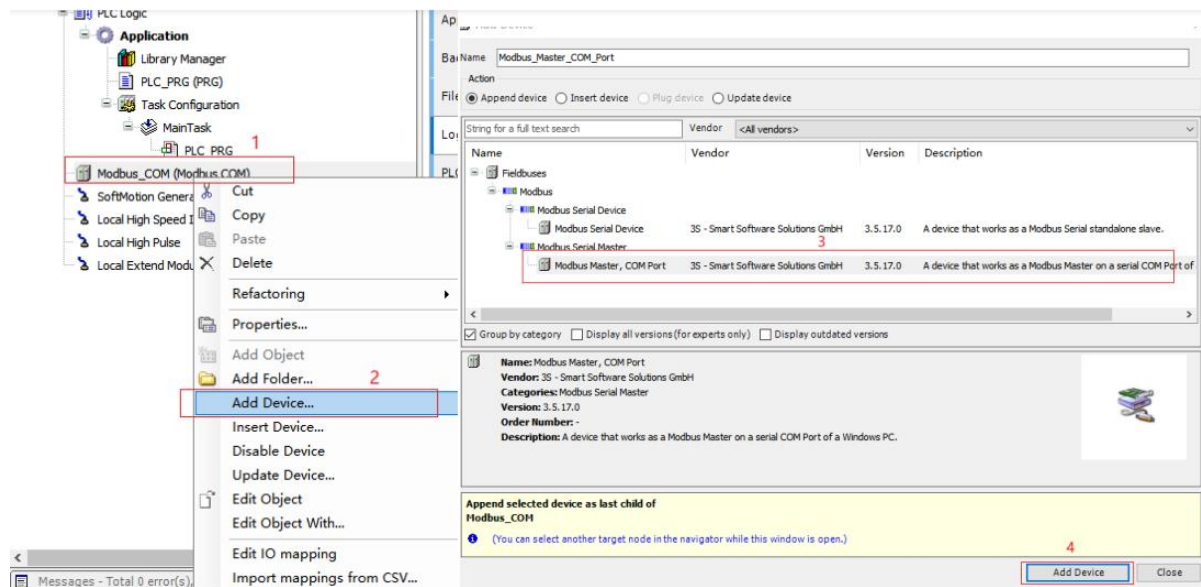 PLC Logic
Application
Library Manager
PLC_PRG (PRG)
Task Configuration
MainTask
PLC_PRG
1
Modbus_COM (Modbus COM)
SoftMotion Genera
Local High Speed I
Local High Pulse
Local Extend Modu
Cut
Copy
Paste
Delete
Refactoring
Properties...
Add Object
Add Folder...
2
Add Device...
Insert Device...
Disable Device
Update Device...
Edit Object
Edit Object With...
Edit IO mapping
Import mappings from CSV...
Messages - Total 0 error(s),
Ap
Ba
File
Lo
PL
Name Modbus_Master_COM_Port
Action
Append device Insert device Plug device Update device
String for a full text search Vendor <All vendors>
Name Vendor Version Description
Fieldbuses
Modbus
Modbus Serial Device
Modbus Serial Device 3S - Smart Software Solutions GmbH 3.5.17.0 A device that works as a Modbus Serial standalone slave.
Modbus Serial Master
3
Modbus Master, COM Port 3S - Smart Software Solutions GmbH 3.5.17.0 A device that works as a Modbus Master on a serial COM Port of
Group by category Display all versions (for experts only) Display outdated versions
Name: Modbus Master, COM Port
Vendor: 3S - Smart Software Solutions GmbH
Categories: Modbus Serial Master
Version: 3.5.17.0
Order Number: -
Description: A device that works as a Modbus Master on a serial COM Port of a Windows PC.
Append selected device as last child of
Modbus_COM
(You can select another target node in the navigator while this window is open.)
4
Add Device Close